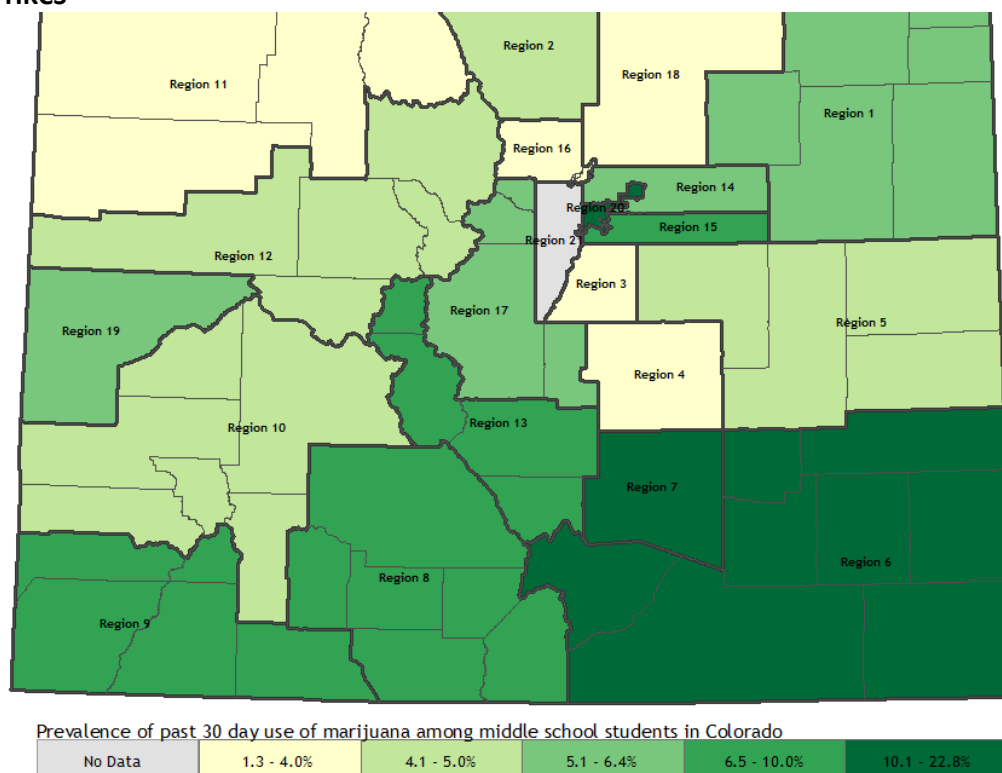 Region 2
Region 18
Region 11
Region 1
Region 16
Region 14
Region 20
Region 15
Region 21
Region 12
Region 3
Region 17
Region 5
Region 19
Region 4
Region 13
Region 10
Region 7
Region 6
Region 8
Region 9
Prevalence of past 30 day use of marijuana among middle school students in Colorado
No Data 1.3 - 4.0% 4.1 - 5.0% 5.1 - 6.4% 6.5 - 10.0% 10.1 - 22.8%